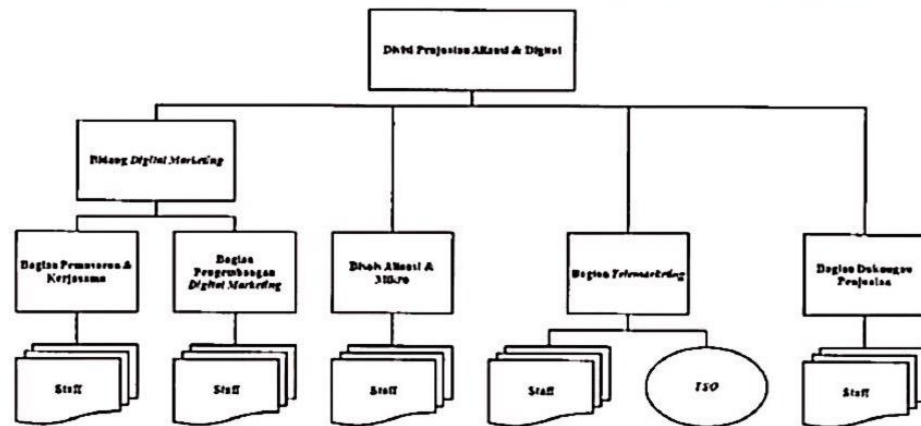 Divisi Penjualan Aliansi & Digital
Bidang Digital Marketing
Bagian Pemasaran &
Kerjasama
Bagian
Pengembangan
Digital Marketing
Aliansi &
Mikro
Bagian Telemarketing
Bagian Dukungan
Penjualan
Staff
Staff
Staff
Staff
TSO
Staff